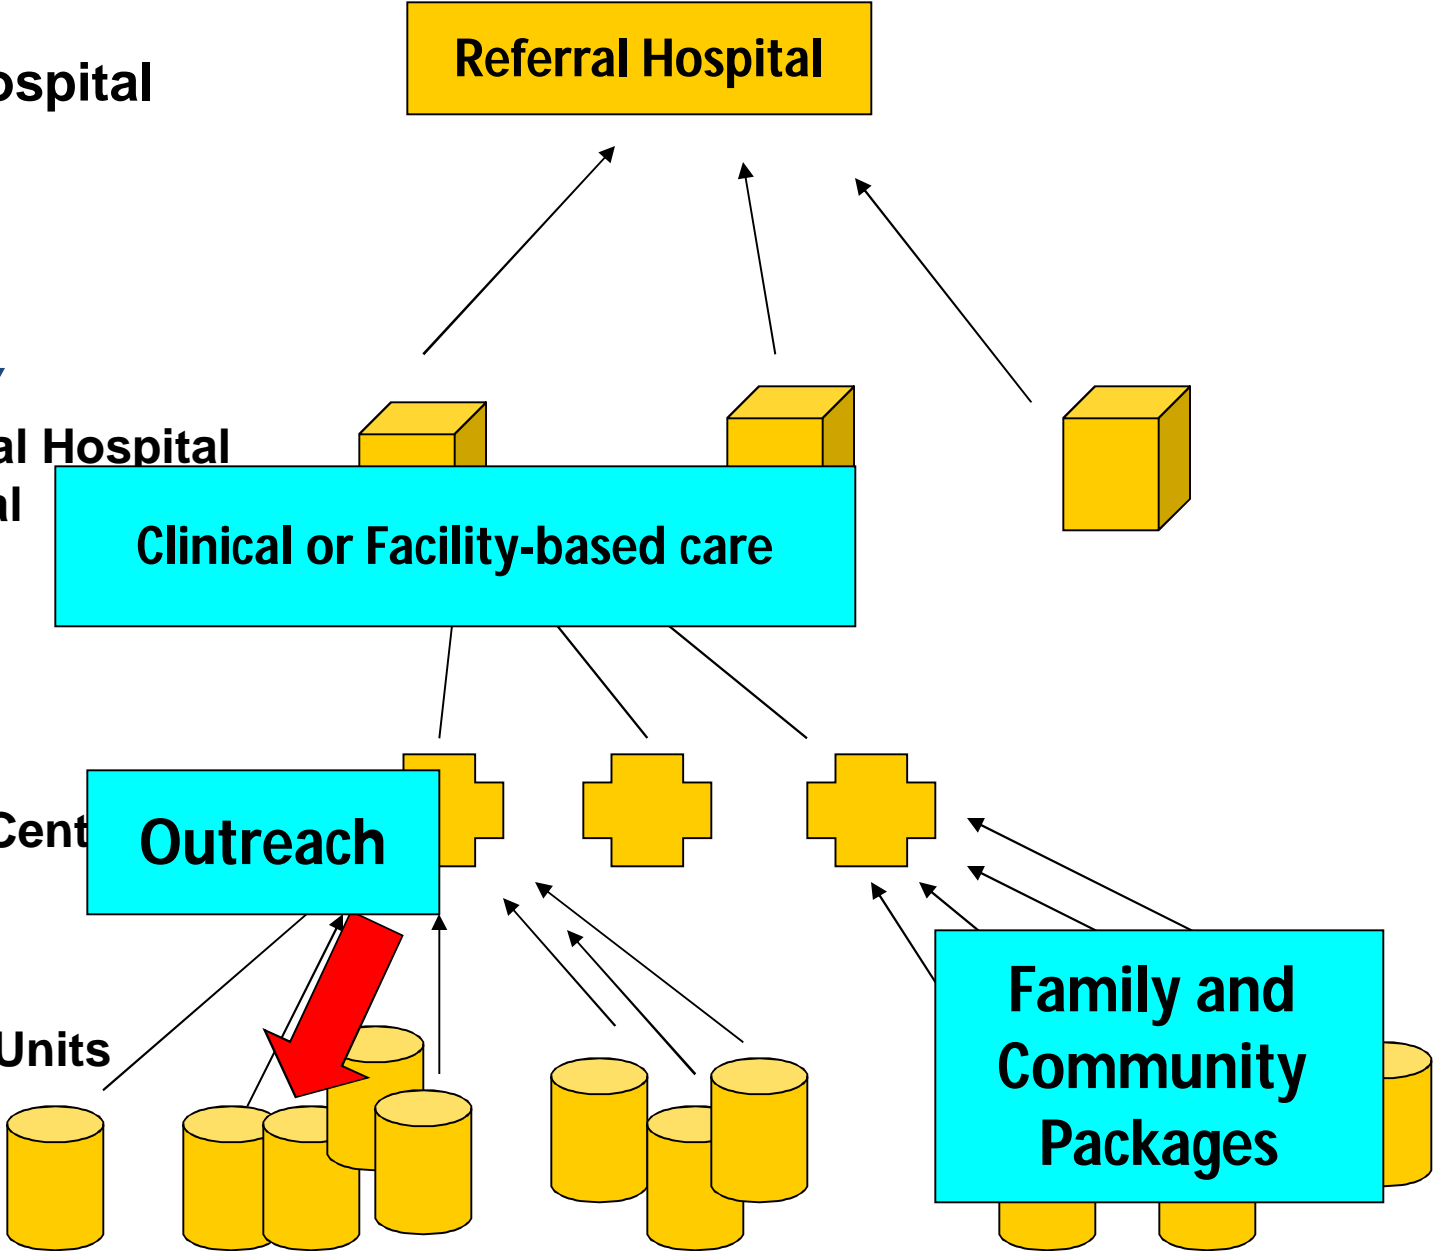 Referral Hospital
ospital
al Hospital
al
Clinical or Facility-based care
Cent
Outreach
Units
Family and
Community
Packages